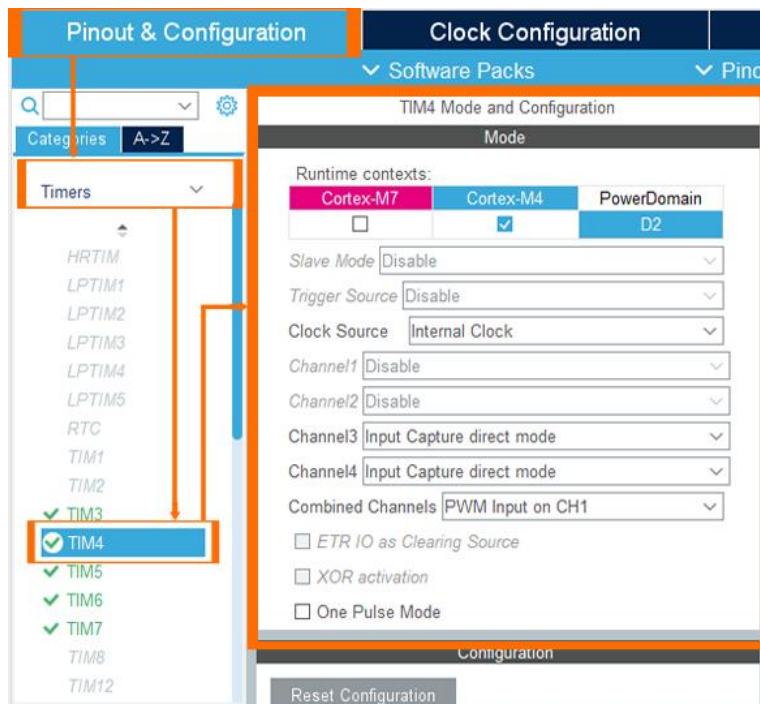 Pinout & Configuration
Clock Configuration
Software Packs
Pino
Categories
A->Z
Timers
HRTIM
LPTIM1
LPTIM2
LPTIM3
LPTIM4
LPTIM5
RTC
TIM1
TIM2
TIM3
TIM4
TIM5
TIM6
TIM7
TIM8
TIM12
TIM4 Mode and Configuration
Mode
Runtime contexts:
Cortex-M7 Cortex-M4 PowerDomain
D2
Slave Mode Disable
Trigger Source Disable
Clock Source Internal Clock
Channel1 Disable
Channel2 Disable
Channel3 Input Capture direct mode
Channel4 Input Capture direct mode
Combined Channels PWM Input on CH1
ETR IO as Clearing Source
XOR activation
One Pulse Mode
Configuration
Reset Configuration